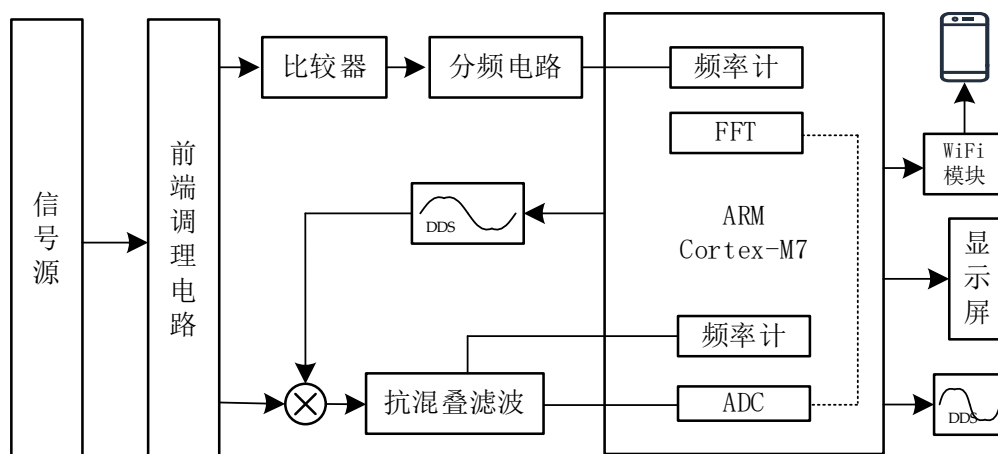 信号源
前端调理电路
比较器
分频电路
频率计
FFT
DDS
ARM
Cortex-M7
频率计
抗混叠滤波
ADC
WiFi
模块
显示屏
DDS